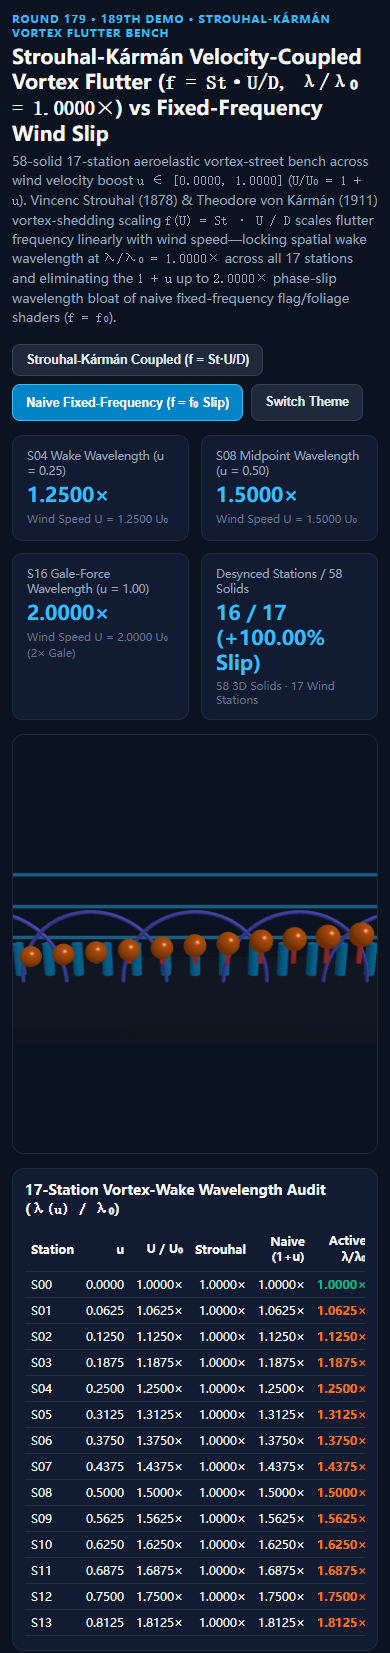 ROUND 179 • 189TH DEMO • STROUHAL-KÁRMÁN
VORTEX FLUTTER BENCH
Strouhal-Kármán Velocity-Coupled
Vortex Flutter (f = St·U/D, λ/λ₀
= 1.0000×) vs Fixed-Frequency
Wind Slip
58-solid 17-station aeroelastic vortex-street bench across
wind velocity boost u ∈ [0.0000, 1.0000] (U/U₀ = 1 +
u). Vincenc Strouhal (1878) & Theodore von Kármán (1911)
vortex-shedding scaling f(U) = St · U / D scales flutter
frequency linearly with wind speed—locking spatial wake
wavelength at λ/λ₀ = 1.0000× across all 17 stations
and eliminating the 1 + u up to 2.0000× phase-slip
wavelength bloat of naive fixed-frequency flag/foliage
shaders (f = f₀).
Strouhal-Kármán Coupled (f = St·U/D)
Naive Fixed-Frequency (f = f₀ Slip) Switch Theme
S04 Wake Wavelength (u
= 0.25)
1.2500×
Wind Speed U = 1.2500 U₀
S08 Midpoint Wavelength
(u = 0.50)
1.5000×
Wind Speed U = 1.5000 U₀
S16 Gale-Force
Wavelength (u = 1.00)
2.0000×
Wind Speed U = 2.0000 U₀
(2× Gale)
Desynced Stations / 58
Solids
16 / 17
(+100.00%
Slip)
58 3D Solids · 17 Wind
Stations
17-Station Vortex-Wake Wavelength Audit
(λ(u) / λ₀)
Station u U / U₀ Strouhal Naive (1+u) Active λ/λ₀
S00 0.0000 1.0000× 1.0000× 1.0000× 1.0000×
S01 0.0625 1.0625× 1.0000× 1.0625× 1.0625×
S02 0.1250 1.1250× 1.0000× 1.1250× 1.1250×
S03 0.1875 1.1875× 1.0000× 1.1875× 1.1875×
S04 0.2500 1.2500× 1.0000× 1.2500× 1.2500×
S05 0.3125 1.3125× 1.0000× 1.3125× 1.3125×
S06 0.3750 1.3750× 1.0000× 1.3750× 1.3750×
S07 0.4375 1.4375× 1.0000× 1.4375× 1.4375×
S08 0.5000 1.5000× 1.0000× 1.5000× 1.5000×
S09 0.5625 1.5625× 1.0000× 1.5625× 1.5625×
S10 0.6250 1.6250× 1.0000× 1.6250× 1.6250×
S11 0.6875 1.6875× 1.0000× 1.6875× 1.6875×
S12 0.7500 1.7500× 1.0000× 1.7500× 1.7500×
S13 0.8125 1.8125× 1.0000× 1.8125× 1.8125×